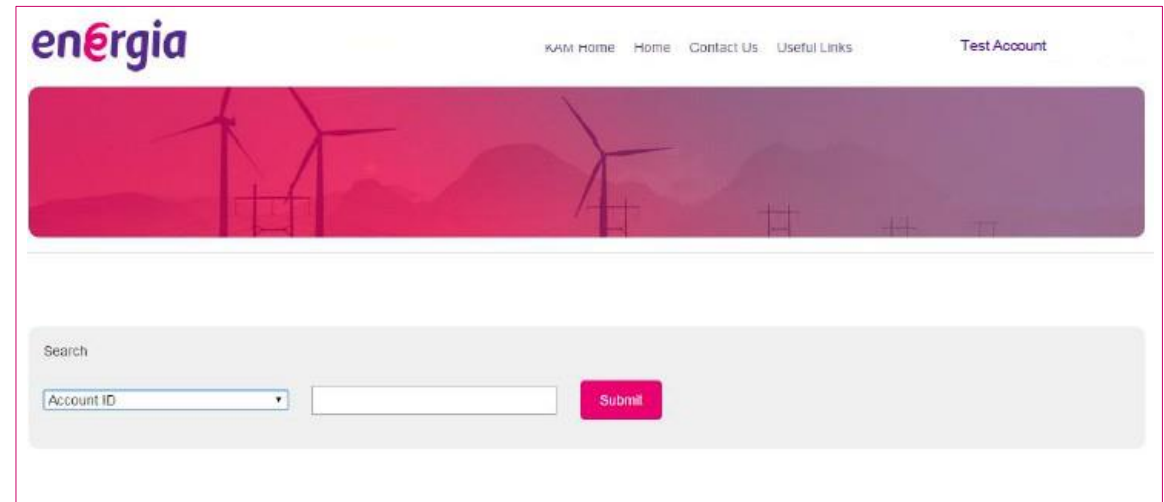 energia
KAM Home Home Contact Us Useful Links Test Account
Search
Account ID
Submit